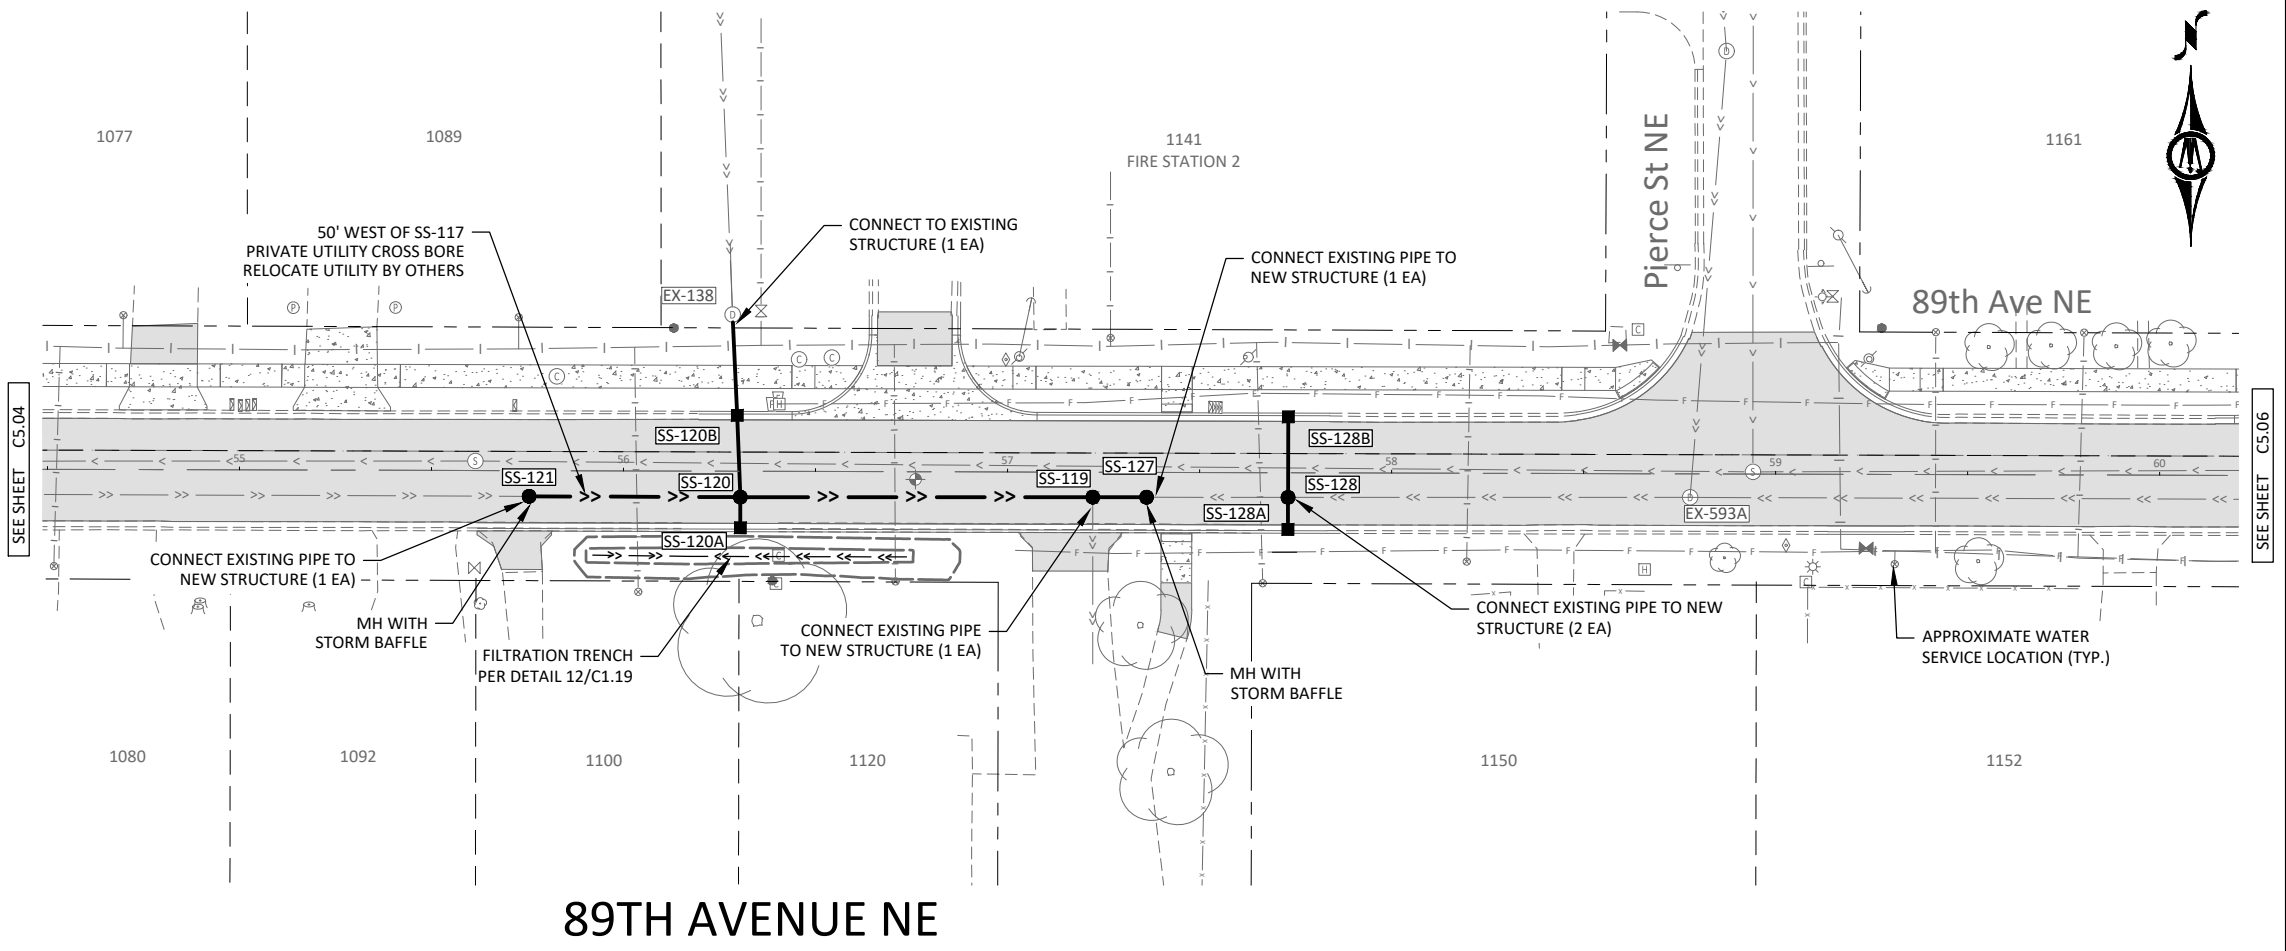 1077
1089
1141
FIRE STATION 2
Pierce St NE
1161
N
50' WEST OF SS-117
PRIVATE UTILITY CROSS BORE
RELOCATE UTILITY BY OTHERS
CONNECT TO EXISTING
STRUCTURE (1 EA)
CONNECT EXISTING PIPE TO
NEW STRUCTURE (1 EA)
EX-138
89th Ave NE
SEE SHEET C5.04
SEE SHEET C5.06
SS-120B
SS-128B
55
56
57
58
59
60
SS-121
SS-120
SS-119
SS-127
SS-128
SS-128A
EX-593A
SS-120A
CONNECT EXISTING PIPE TO
NEW STRUCTURE (1 EA)
MH WITH
STORM BAFFLE
FILTRATION TRENCH
PER DETAIL 12/C1.19
CONNECT EXISTING PIPE
TO NEW STRUCTURE (1 EA)
MH WITH
STORM BAFFLE
CONNECT EXISTING PIPE TO NEW
STRUCTURE (2 EA)
APPROXIMATE WATER
SERVICE LOCATION (TYP.)
1080
1092
1100
1120
1150
1152
89TH AVENUE NE